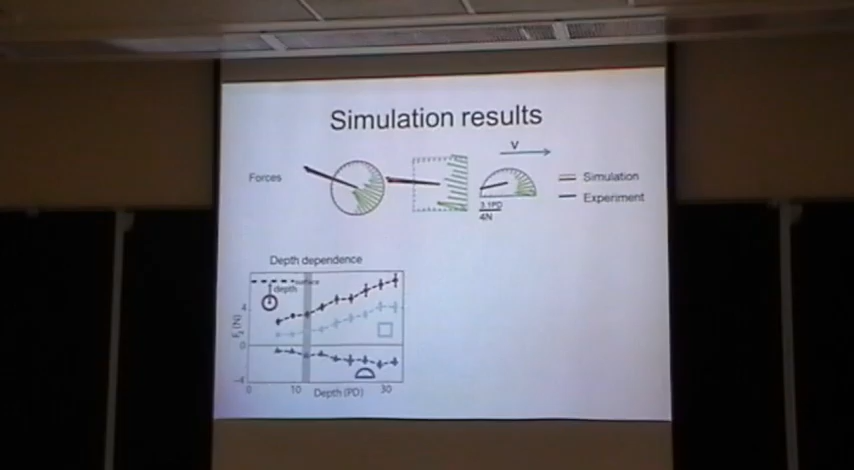 Simulation results
V
Forces
Simulation
Experiment
3.1PD
4N
Depth dependence
surface
depth
4
F (N)
0
-4
0 10 30
Depth (PD)